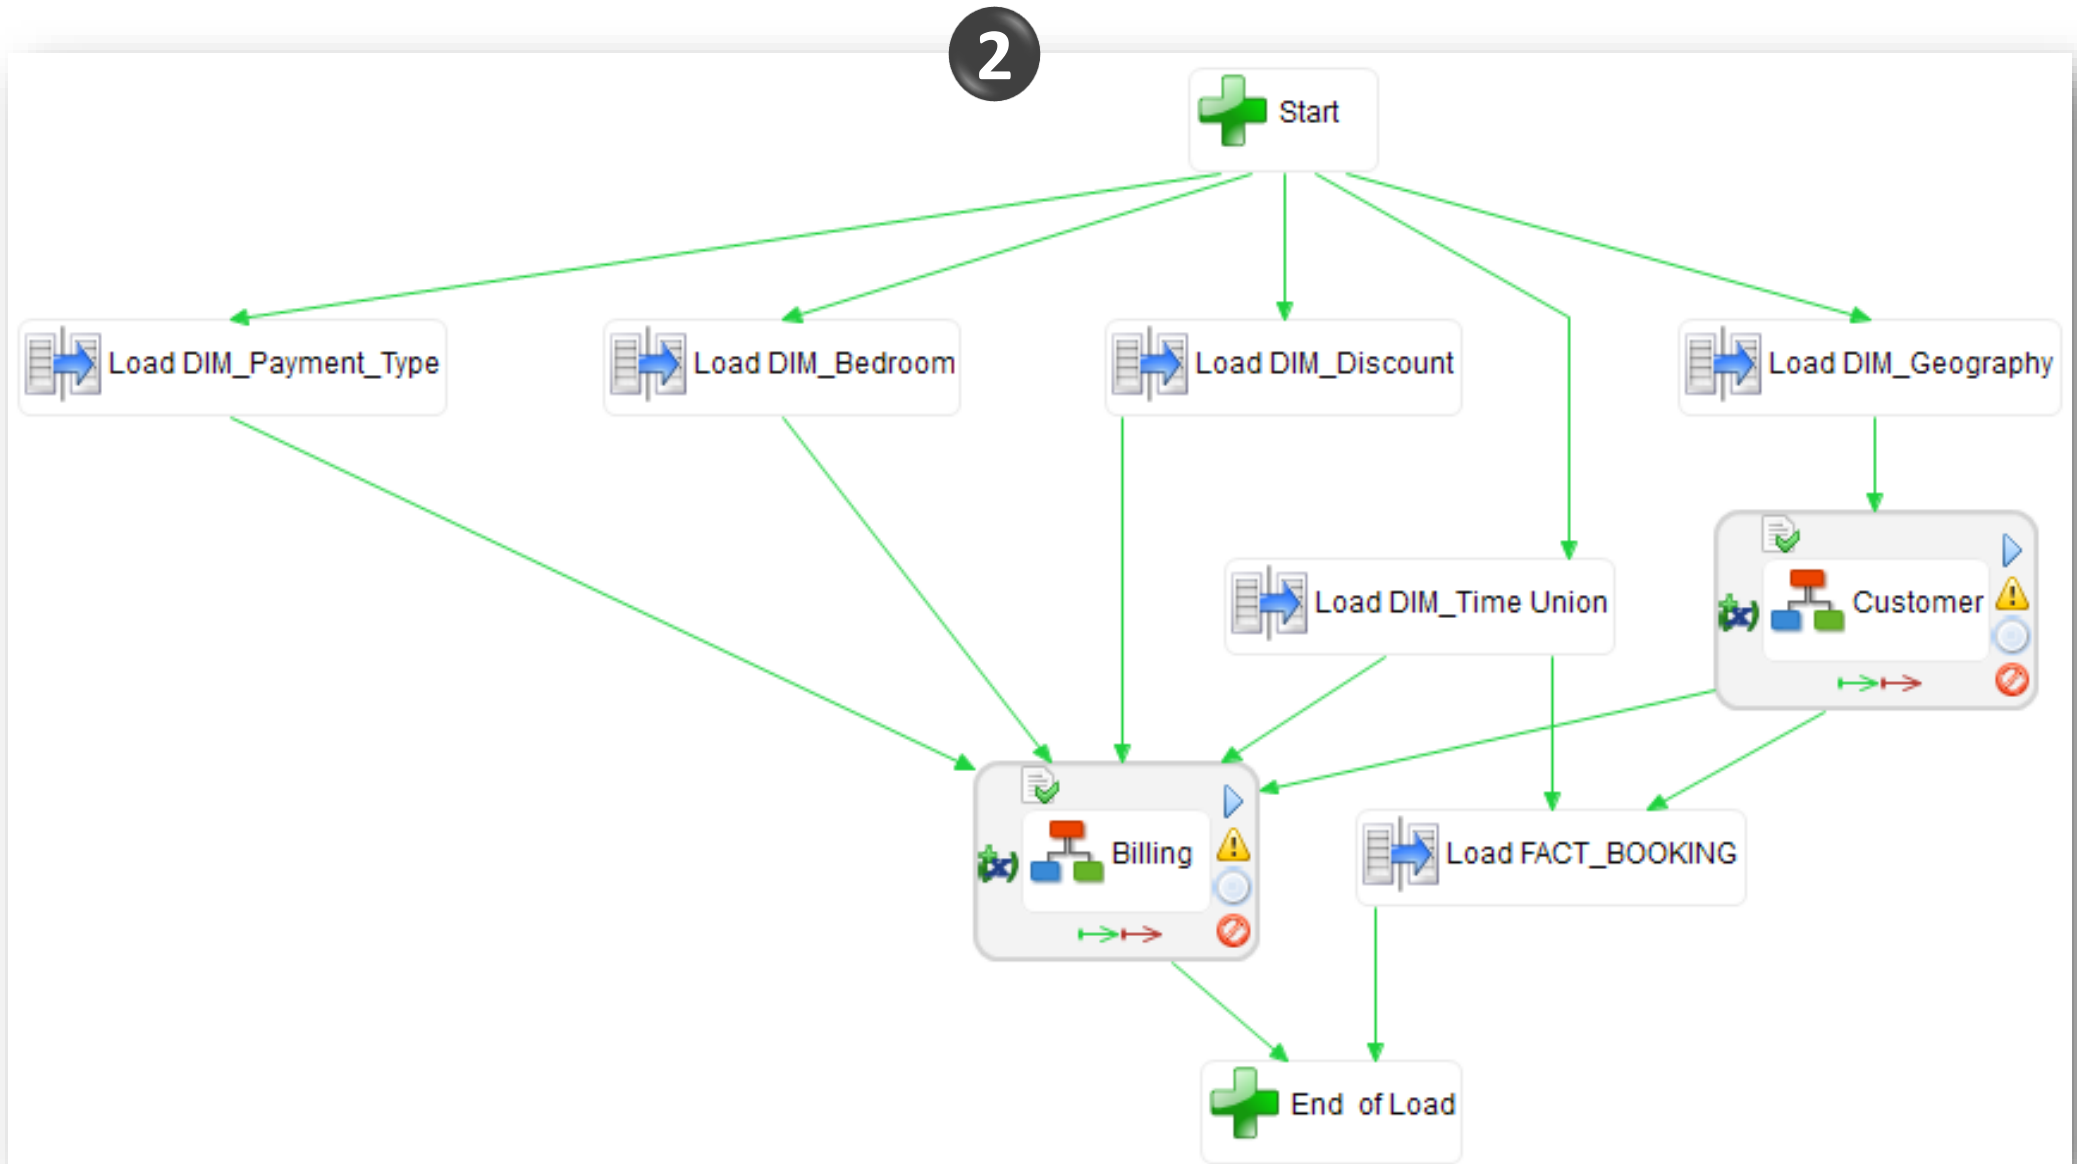 2
Start
Load DIM_Payment_Type
Load DIM_Bedroom
Load DIM_Discount
Load DIM_Geography
Load DIM_Time Union
Customer
Billing
Load FACT_BOOKING
End of Load